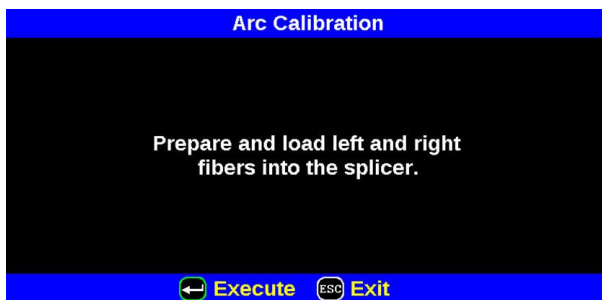 Arc Calibration
Prepare and load left and right
fibers into the splicer.
Execute ESC Exit